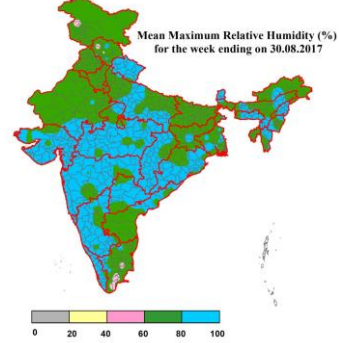 Mean Maximum Relative Humidity (%)
for the week ending on 30.08.2017
0 20 40 60 80 100